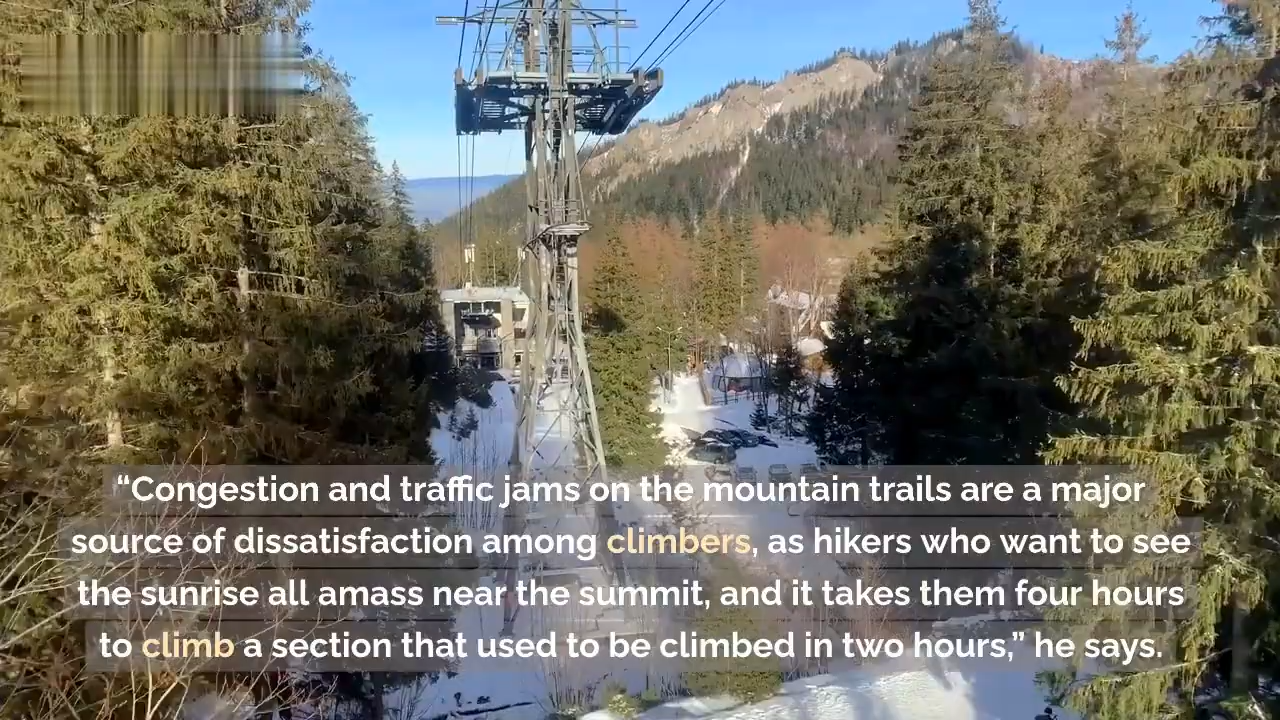 “Congestion and traffic jams on the mountain trails are a major
source of dissatisfaction among climbers, as hikers who want to see
the sunrise all amass near the summit, and it takes them four hours
to climb a section that used to be climbed in two hours,” he says.